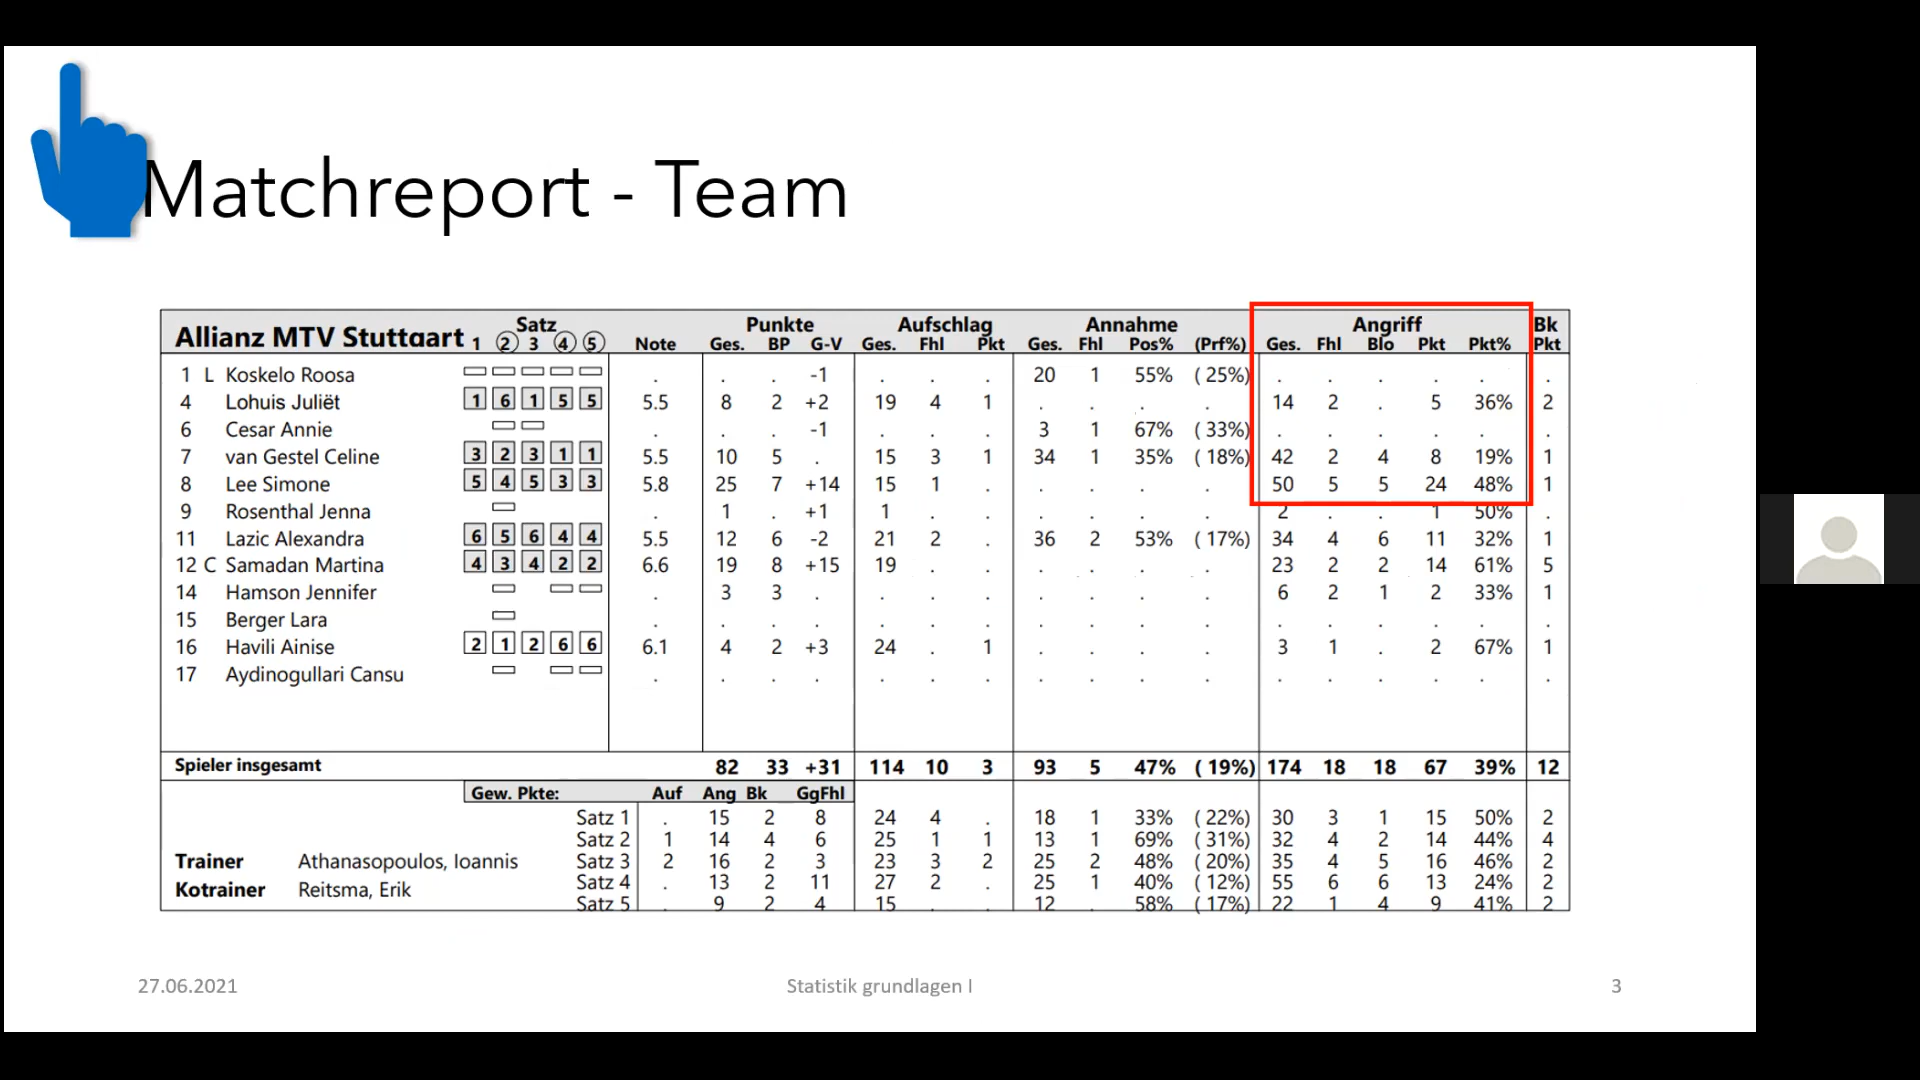 Matchreport - Team
Allianz MTV Stuttgart Satz Punkte Aufschlag Annahme Angriff Bk
1 2 3 4 5 Note Ges. BP G-V Ges. Fhl Pkt Ges. Fhl Pos% (Prf%) Ges. Fhl Blo Pkt Pkt% Pkt
1 L Koskelo Roosa . . . -1 . . . 20 1 55% ( 25%) . . . . . .
4 Lohuis Juliët 1 6 1 5 5 5.5 8 2 +2 19 4 1 . . . . 14 2 . 5 36% 2
6 Cesar Annie . . . -1 . . . 3 1 67% ( 33%) . . . . . .
7 van Gestel Celine 3 2 3 1 1 5.5 10 5 . 15 3 1 34 1 35% ( 18%) 42 2 4 8 19% 1
8 Lee Simone 5 4 5 3 3 5.8 25 7 +14 15 1 . . . . . 50 5 5 24 48% 1
9 Rosenthal Jenna . 1 . +1 1 . . . . . . 2 . . 1 50% .
11 Lazic Alexandra 6 5 6 4 4 5.5 12 6 -2 21 2 . 36 2 53% ( 17%) 34 4 6 11 32% 1
12 C Samadan Martina 4 3 4 2 2 6.6 19 8 +15 19 . . . . . . 23 2 2 14 61% 5
14 Hamson Jennifer . 3 3 . . . . . . . . 6 2 1 2 33% 1
15 Berger Lara . . . . . . . . . . . . . . . . .
16 Havili Ainise 2 1 2 6 6 6.1 4 2 +3 24 . 1 . . . . 3 1 . 2 67% 1
17 Aydinogullari Cansu . . . . . . . . . . . . . . . . .
Spieler insgesamt 82 33 +31 114 10 3 93 5 47% ( 19%) 174 18 18 67 39% 12
Gew. Pkte: Auf Ang Bk GgFhl
Satz 1 . 15 2 8 24 4 . 18 1 33% ( 22%) 30 3 1 15 50% 2
Satz 2 1 14 4 6 25 1 1 13 1 69% ( 31%) 32 4 2 14 44% 4
Trainer Athanasopoulos, Ioannis Satz 3 2 16 2 3 23 3 2 25 2 48% ( 20%) 35 4 5 16 46% 2
Kotrainer Reitsma, Erik Satz 4 . 13 2 11 27 2 . 25 1 40% ( 12%) 55 6 6 13 24% 2
Satz 5 . 9 2 4 15 . . 12 . 58% ( 17%) 22 1 4 9 41% 2
27.06.2021 Statistik grundlagen I 3